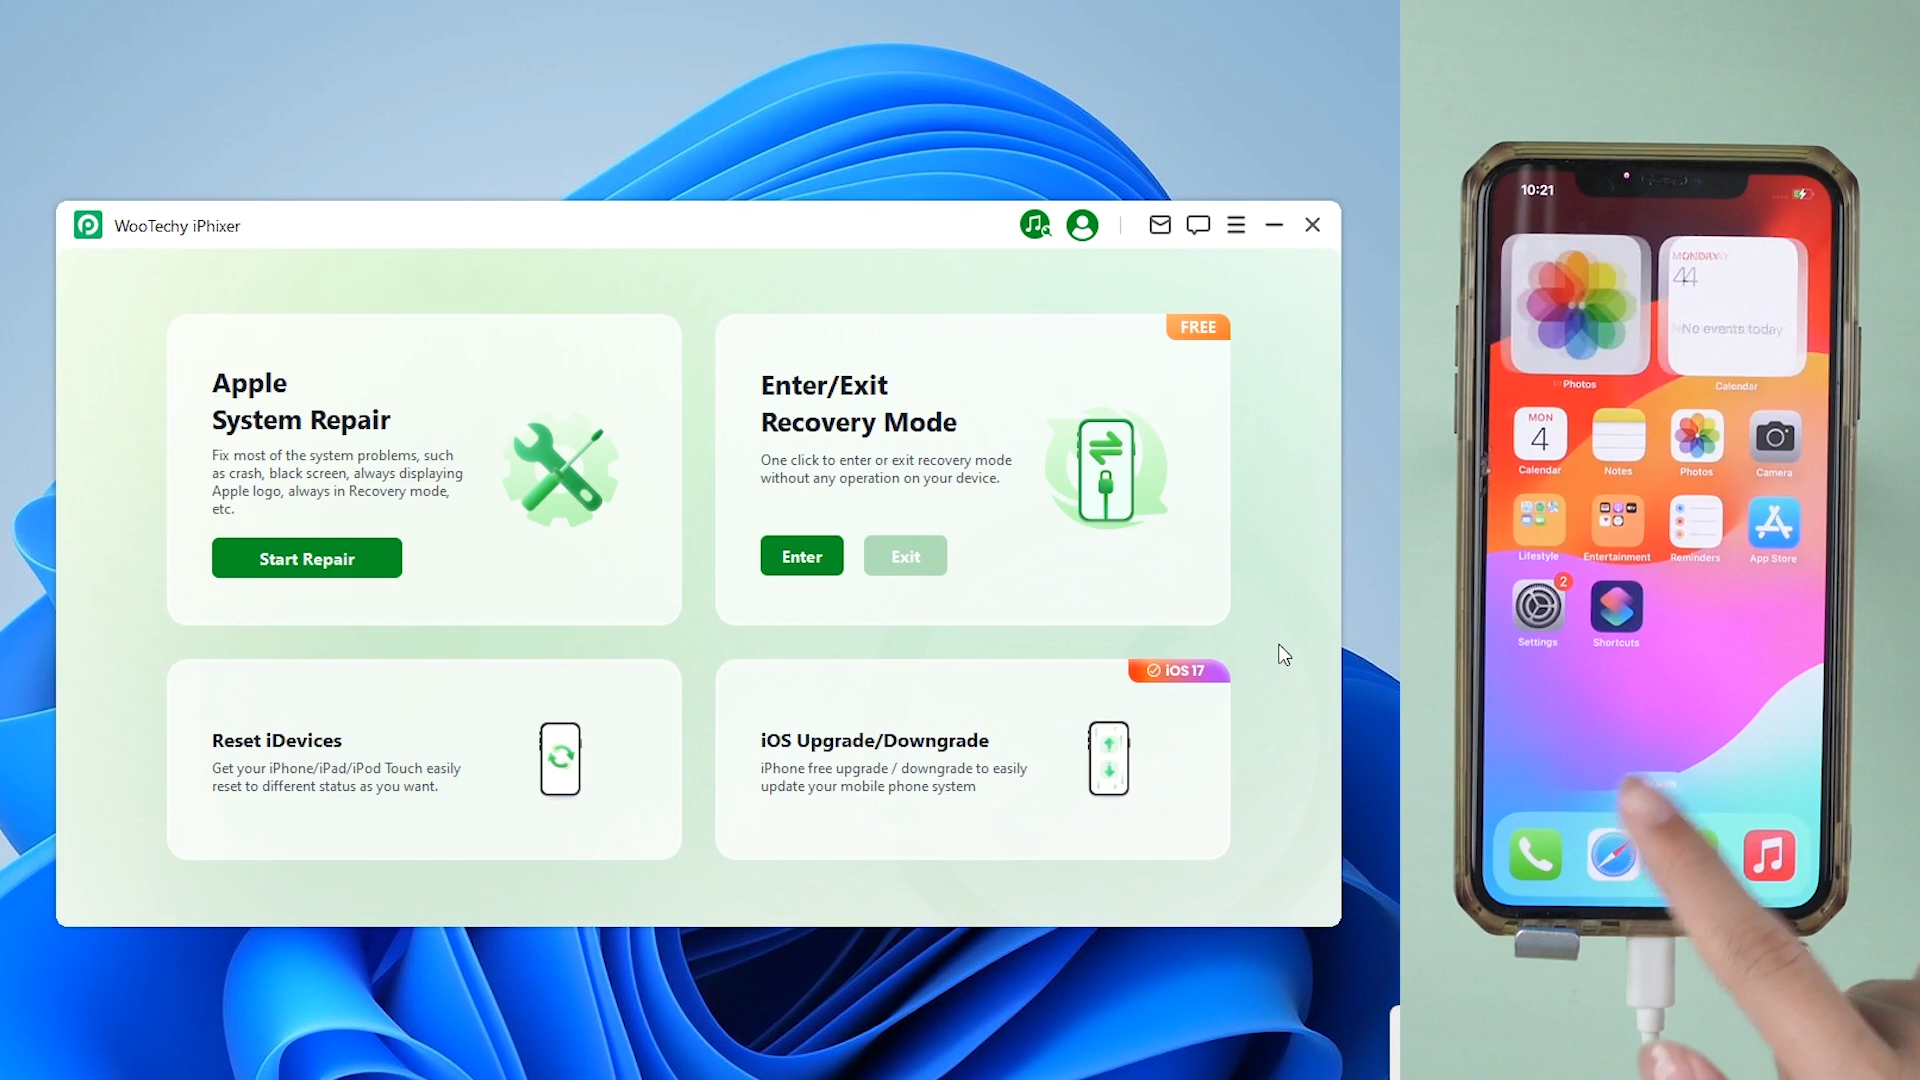 WooTechy iPhixer
FREE
Apple
System Repair
Fix most of the system problems, such
as crash, black screen, always displaying
Apple logo, always in Recovery mode,
etc.
Start Repair
Enter/Exit
Recovery Mode
One click to enter or exit recovery mode
without any operation on your device.
Enter
Exit
Reset iDevices
Get your iPhone/iPad/iPod Touch easily
reset to different status as you want.
iOS 17
iOS Upgrade/Downgrade
iPhone free upgrade / downgrade to easily
update your mobile phone system
10:21
MONDAY
4
No events today
Photos
Calendar
MON
4
Calendar
Notes
Photos
Camera
Lifestyle
Entertainment
Reminders
App Store
2
Settings
Shortcuts